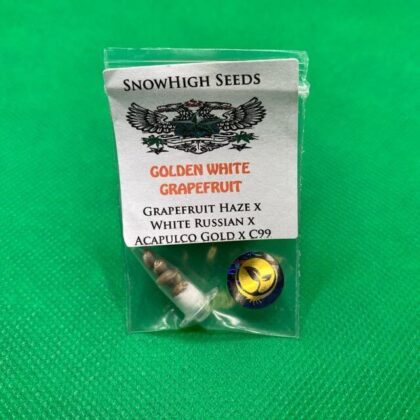 SnowHigh Seeds
GOLDEN WHITE
GRAPEFRUIT
Grapefruit Haze x
White Russian x
Acapulco Gold x C99